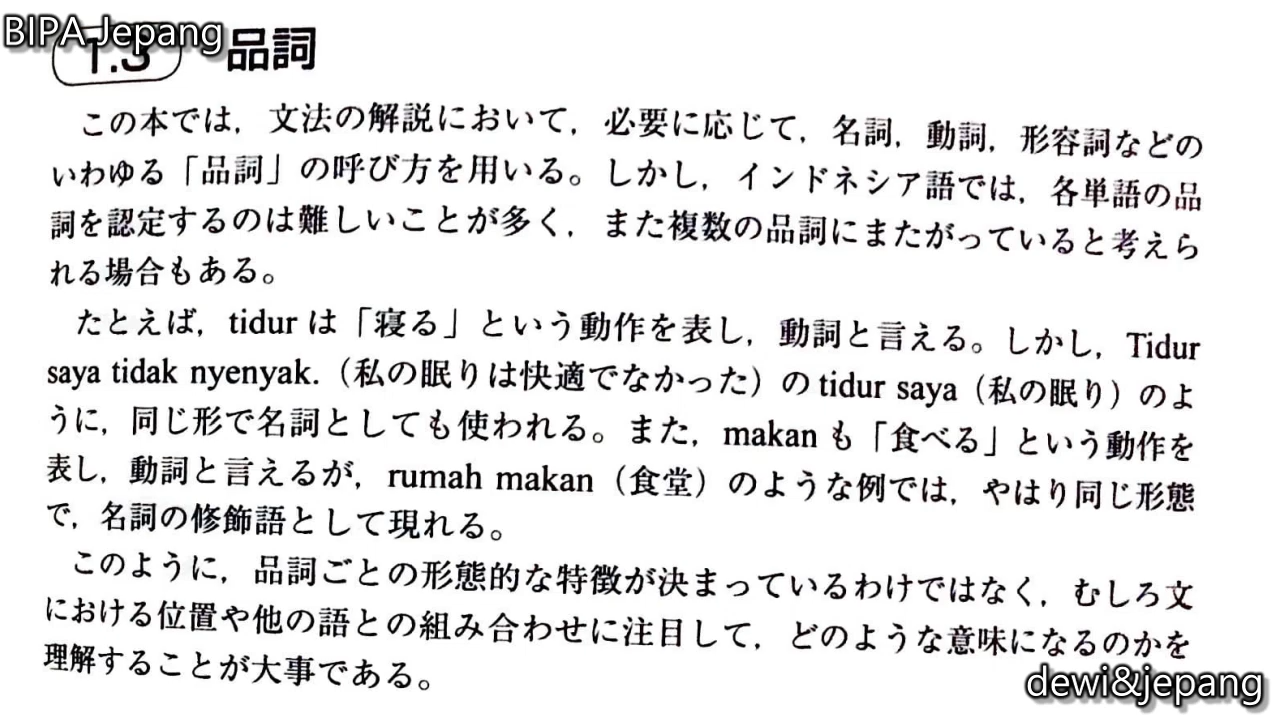 BIPA Jepang
1.3 品詞
この本では，文法の解説において，必要に応じて，名詞，動詞，形容詞などの
いわゆる「品詞」の呼び方を用いる。しかし，インドネシア語では，各単語の品
詞を認定するのは難しいことが多く，また複数の品詞にまたがっていると考えら
れる場合もある。
たとえば，tidur は「寝る」という動作を表し，動詞と言える。しかし，Tidur
saya tidak nyenyak.（私の眠りは快適でなかった）の tidur saya（私の眠り）のよ
うに，同じ形で名詞としても使われる。また，makan も「食べる」という動作を
表し，動詞と言えるが，rumah makan（食堂）のような例では，やはり同じ形態
で，名詞の修飾語として現れる。
このように，品詞ごとの形態的な特徴が決まっているわけではなく，むしろ文
における位置や他の語との組み合わせに注目して，どのような意味になるのかを
理解することが大事である。
dewi&jepang